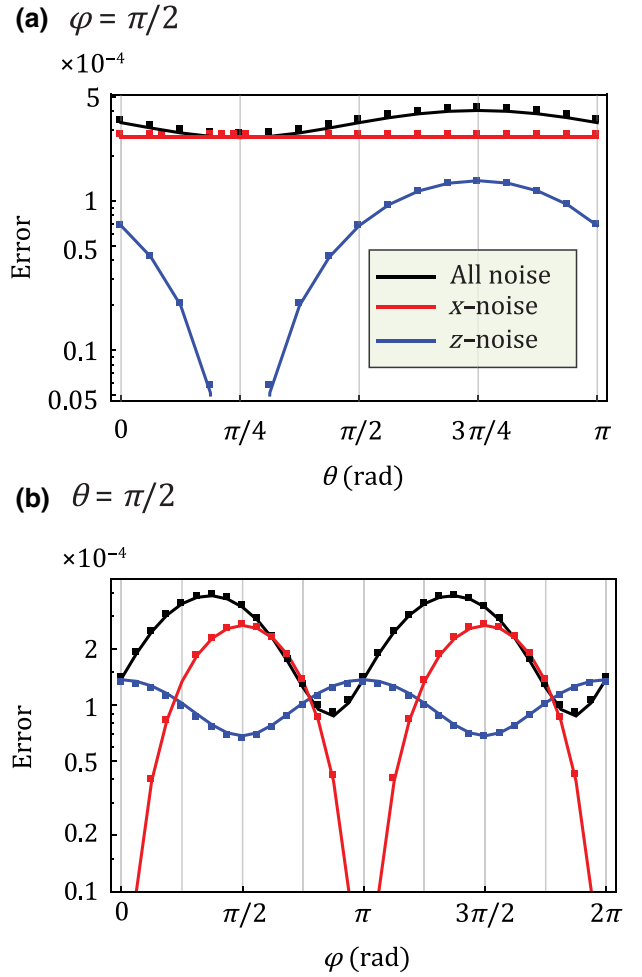 (a) φ = π/2
×10⁻⁴
5
1
0.5
0.1
0.05
Error
All noise
x–noise
z–noise
0 π/4 π/2 3π/4 π
θ (rad)
(b) θ = π/2
×10⁻⁴
2
1
0.4
0.2
0.1
Error
0 π/2 π 3π/2 2π
φ (rad)